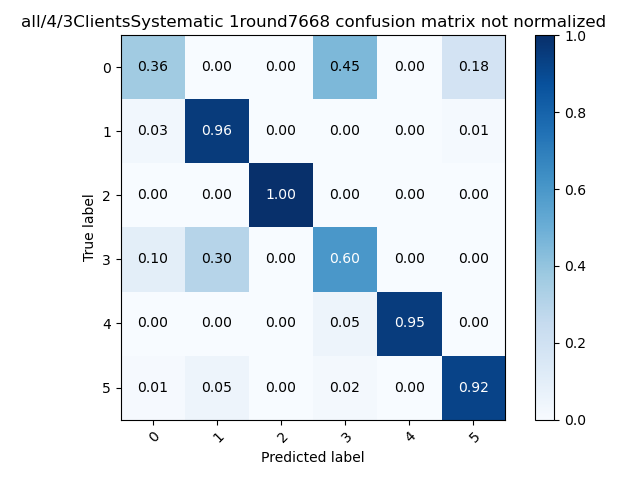 all/4/3ClientsSystematic 1round7668 confusion matrix not normalized
0 0.36 0.00 0.00 0.45 0.00 0.18
1 0.03 0.96 0.00 0.00 0.00 0.01
2 0.00 0.00 1.00 0.00 0.00 0.00
3 0.10 0.30 0.00 0.60 0.00 0.00
4 0.00 0.00 0.00 0.05 0.95 0.00
5 0.01 0.05 0.00 0.02 0.00 0.92
0 1 2 3 4 5
True label
Predicted label
1.0
0.8
0.6
0.4
0.2
0.0